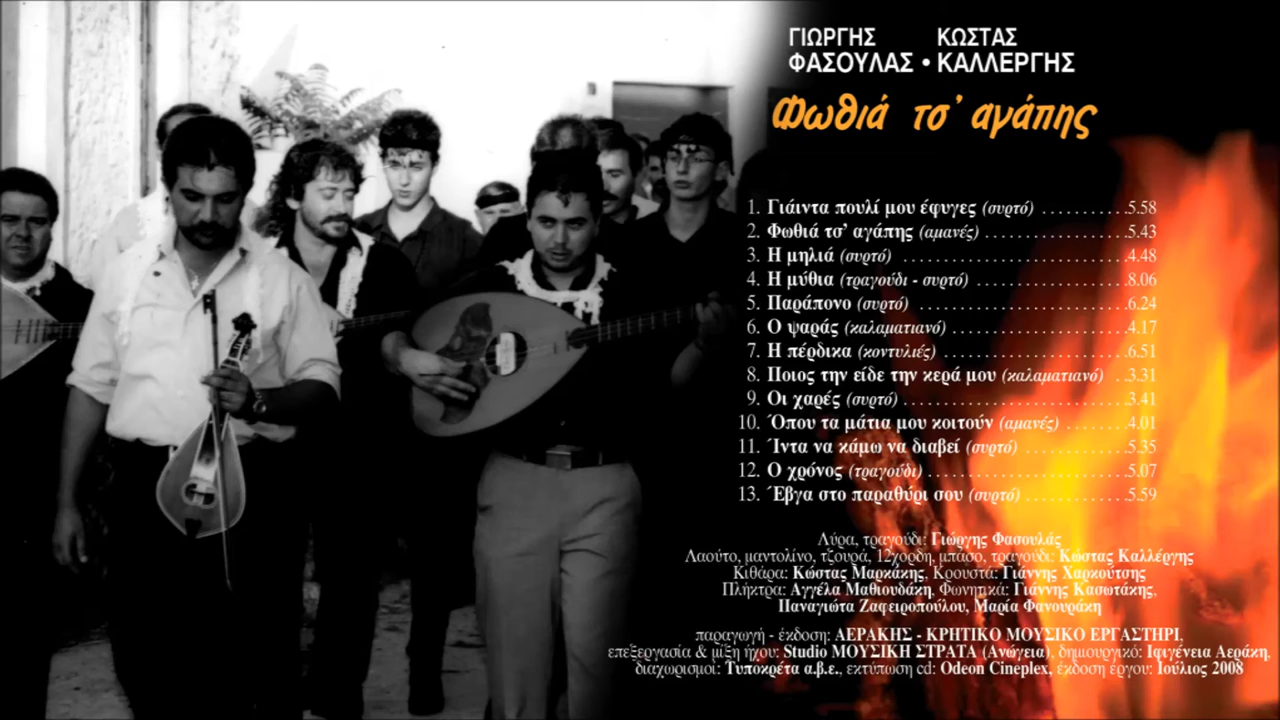 ΓΙΩΡΓΗΣ ΚΩΣΤΑΣ
ΦΑΣΟΥΛΑΣ • ΚΑΛΛΕΡΓΗΣ
Φωθιά τσ' αγάπης
1. Γιάιντα πουλί μου έφυγες (συρτό) ...........5.58
2. Φωθιά τσ' αγάπης (αμανές) .................5.43
3. Η μηλιά (συρτό) ...........................4.48
4. Η μύθια (τραγούδι - συρτό) ..................8.06
5. Παράπονο (συρτό) .........................6.24
6. Ο ψαράς (καλαματιανό) .....................4.17
7. Η πέρδικα (κοντυλιές) ......................6.51
8. Ποιος την είδε την κερά μου (καλαματιανό) ..3.31
9. Οι χαρές (συρτό) ...........................3.41
10. Όπου τα μάτια μου κοιτούν (αμανές) ........4.01
11. Ίντα να κάμω να διαβεί (συρτό) .............5.35
12. Ο χρόνος (τραγούδι) ........................5.07
13. Έβγα στο παραθύρι σου (συρτό) .............5.59
Λύρα, τραγούδι: Γιώργης Φασουλάς
Λαούτο, μαντολίνο, τζουρά, 12χορδη, μπάσο, τραγούδι: Κώστας Καλλέργης
Κιθάρα: Κώστας Μαρκάκης, Κρουστά: Γιάννης Χαρκούτσης
Πλήκτρα: Αγγέλα Μαθιουδάκη, Φωνητικά: Γιάννης Κασωτάκης,
Παναγιώτα Ζαφειροπούλου, Μαρία Φανουράκη
παραγωγή - έκδοση: ΑΕΡΑΚΗΣ - ΚΡΗΤΙΚΟ ΜΟΥΣΙΚΟ ΕΡΓΑΣΤΗΡΙ,
επεξεργασία & μίξη ήχου: Studio ΜΟΥΣΙΚΗ ΣΤΡΑΤΑ (Ανώγεια), δημιουργικό: Ιφιγένεια Αεράκη,
διαχωρισμοί: Τυποκρέτα α.β.ε., εκτύπωση cd: Odeon Cineplex, έκδοση έργου: Ιούλιος 2008